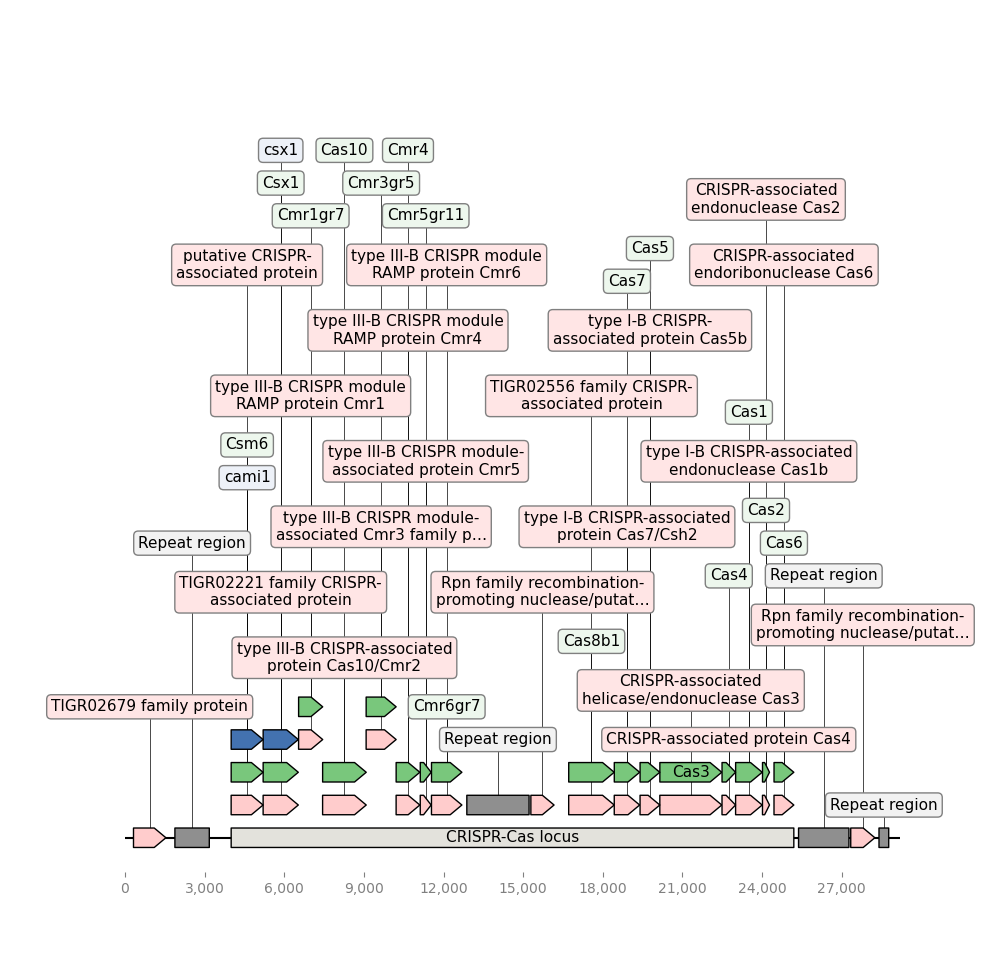 csx1
Cas10
Cmr4
Csx1
Cmr3gr5
CRISPR-associated
endonuclease Cas2
Cmr1gr7
Cmr5gr11
Cas5
putative CRISPR-
associated protein
type III-B CRISPR module
RAMP protein Cmr6
CRISPR-associated
endoribonuclease Cas6
Cas7
type III-B CRISPR module
RAMP protein Cmr4
type I-B CRISPR-
associated protein Cas5b
type III-B CRISPR module
RAMP protein Cmr1
TIGR02556 family CRISPR-
associated protein
Cas1
Csm6
type III-B CRISPR module-
associated protein Cmr5
type I-B CRISPR-associated
endonuclease Cas1b
cami1
Cas2
type III-B CRISPR module-
associated Cmr3 family p…
type I-B CRISPR-associated
protein Cas7/Csh2
Repeat region
Cas6
Cas4
Repeat region
TIGR02221 family CRISPR-
associated protein
Rpn family recombination-
promoting nuclease/putat…
Rpn family recombination-
promoting nuclease/putat…
Cas8b1
type III-B CRISPR-associated
protein Cas10/Cmr2
CRISPR-associated
helicase/endonuclease Cas3
TIGR02679 family protein
Cmr6gr7
Repeat region
CRISPR-associated protein Cas4
Cas3
Repeat region
CRISPR-Cas locus
0 3,000 6,000 9,000 12,000 15,000 18,000 21,000 24,000 27,000